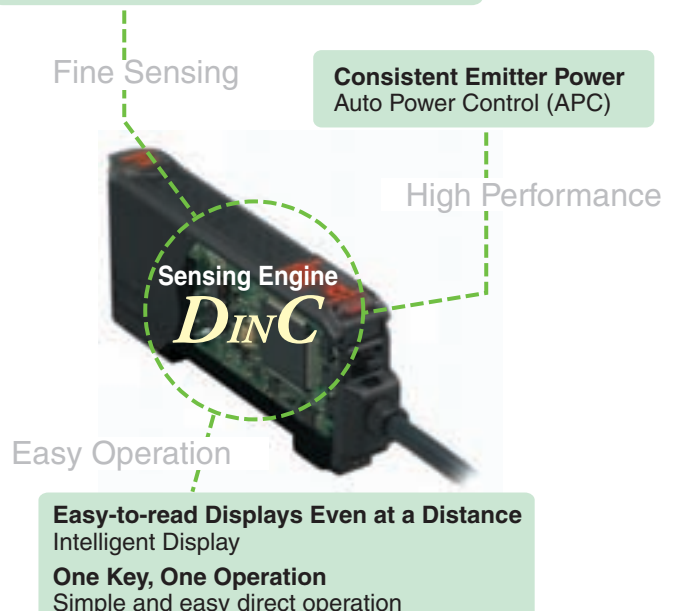 Fine Sensing
Consistent Emitter Power
Auto Power Control (APC)
High Performance
Sensing Engine
DINC
Easy Operation
Easy-to-read Displays Even at a Distance
Intelligent Display
One Key, One Operation
Simple and easy direct operation